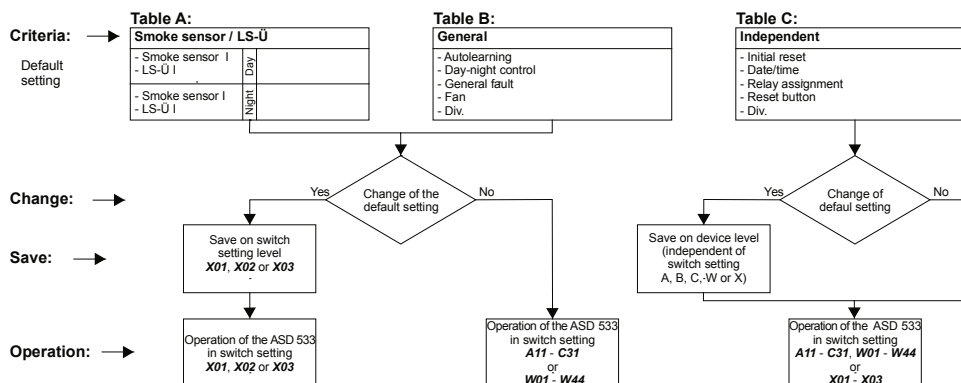 Table A:
Table B:
Table C:
Criteria:
Default
setting
Smoke sensor / LS-Ü
- Smoke sensor I
- LS-Ü I
Day
- Smoke sensor I
- LS-Ü I
Night
General
- Autolearning
- Day-night control
- General fault
- Fan
- Div.
Independent
- Initial reset
- Date/time
- Relay assignment
- Reset button
- Div.
Change:
Yes
Change of the
default setting
No
Yes
Change of
defaul setting
No
Save:
Save on switch
setting level
X01, X02 or X03
Save on device level
(independent of
switch setting
A, B, C,-W or X)
Operation:
Operation of the ASD 533
in switch setting
X01, X02 or X03
Operation of the ASD 533
in switch setting
A11 - C31
or
W01 - W44
Operation of the ASD 533
in switch setting
A11 - C31, W01 - W44
or
X01 - X03